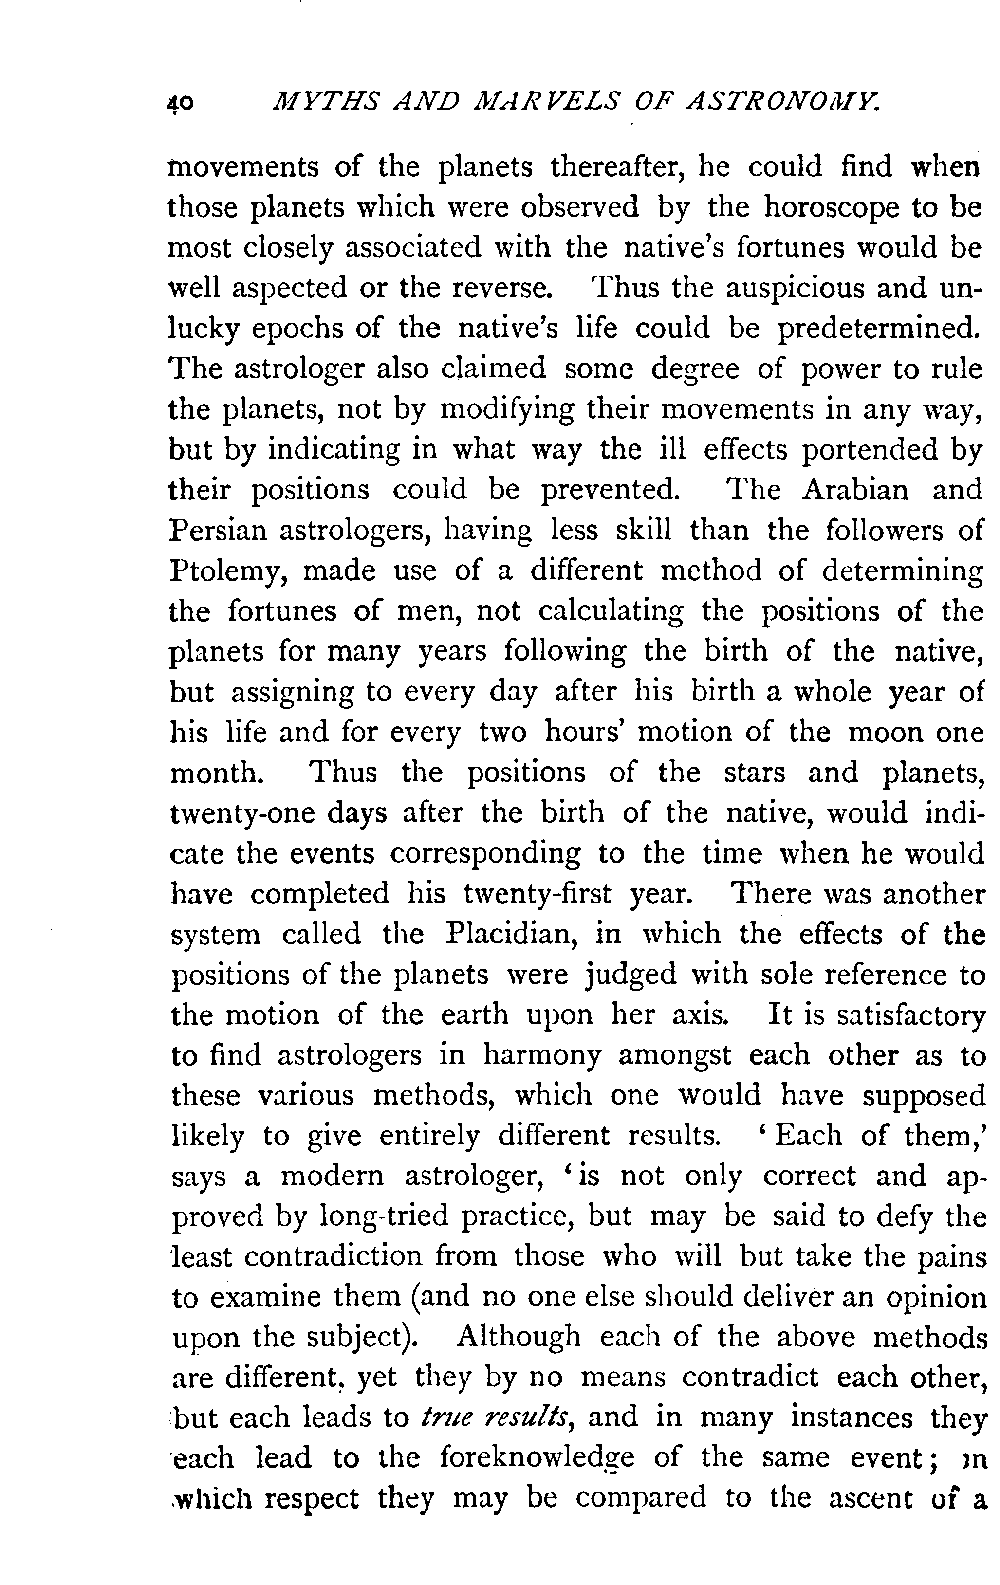 40 MYTHS AND MARVELS OF ASTRONOMY.
movements of the planets thereafter, he could find when
those planets which were observed by the horoscope to be
most closely associated with the native's fortunes would be
well aspected or the reverse. Thus the auspicious and un-
lucky epochs of the native's life could be predetermined.
The astrologer also claimed some degree of power to rule
the planets, not by modifying their movements in any way,
but by indicating in what way the ill effects portended by
their positions could be prevented. The Arabian and
Persian astrologers, having less skill than the followers of
Ptolemy, made use of a different method of determining
the fortunes of men, not calculating the positions of the
planets for many years following the birth of the native,
but assigning to every day after his birth a whole year of
his life and for every two hours' motion of the moon one
month. Thus the positions of the stars and planets,
twenty-one days after the birth of the native, would indi-
cate the events corresponding to the time when he would
have completed his twenty-first year. There was another
system called the Placidian, in which the effects of the
positions of the planets were judged with sole reference to
the motion of the earth upon her axis. It is satisfactory
to find astrologers in harmony amongst each other as to
these various methods, which one would have supposed
likely to give entirely different results. ‘Each of them,’
says a modern astrologer, ‘is not only correct and ap-
proved by long-tried practice, but may be said to defy the
least contradiction from those who will but take the pains
to examine them (and no one else should deliver an opinion
upon the subject). Although each of the above methods
are different, yet they by no means contradict each other,
but each leads to true results, and in many instances they
each lead to the foreknowledge of the same event; in
which respect they may be compared to the ascent of a